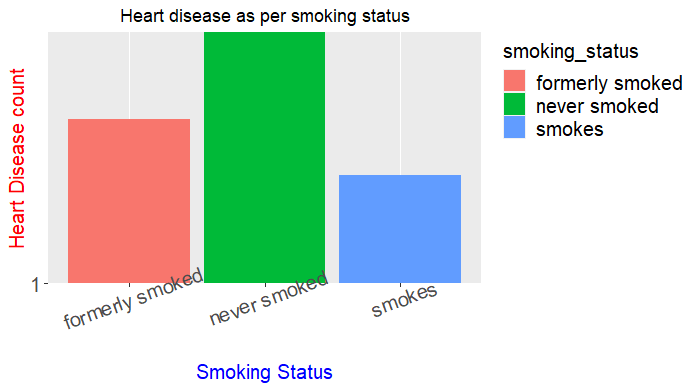 Heart disease as per smoking status
Heart Disease count
1
formerly smoked
never smoked
smokes
Smoking Status
smoking_status
formerly smoked
never smoked
smokes